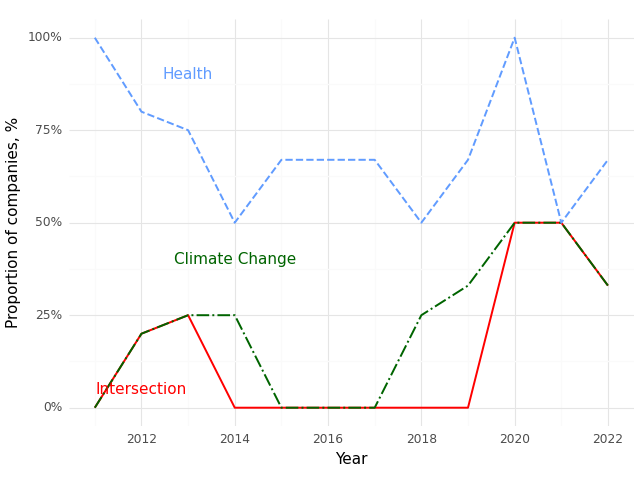 100%
Health
75%
50%
Climate Change
25%
Intersection
0%
2012 2014 2016 2018 2020 2022
Year
Proportion of companies, %